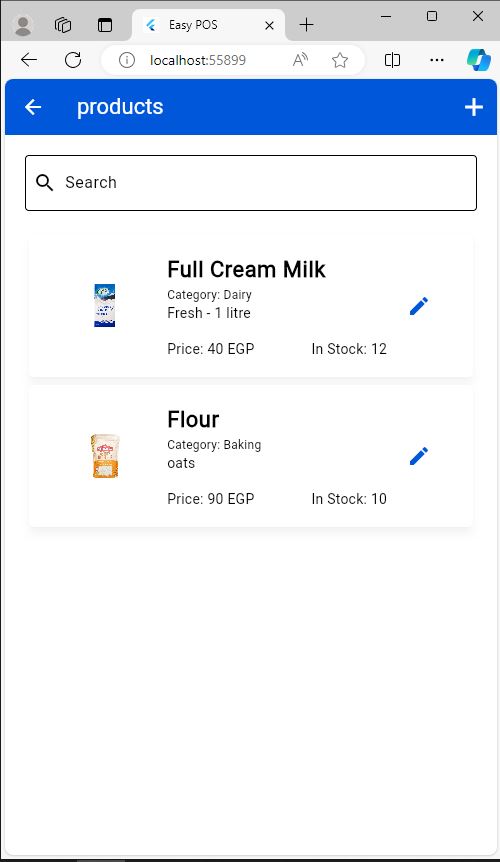 Easy POS
localhost:55899
products
Search
Full Cream Milk
Category: Dairy
Fresh - 1 litre
Price: 40 EGP In Stock: 12
Flour
Category: Baking
oats
Price: 90 EGP In Stock: 10